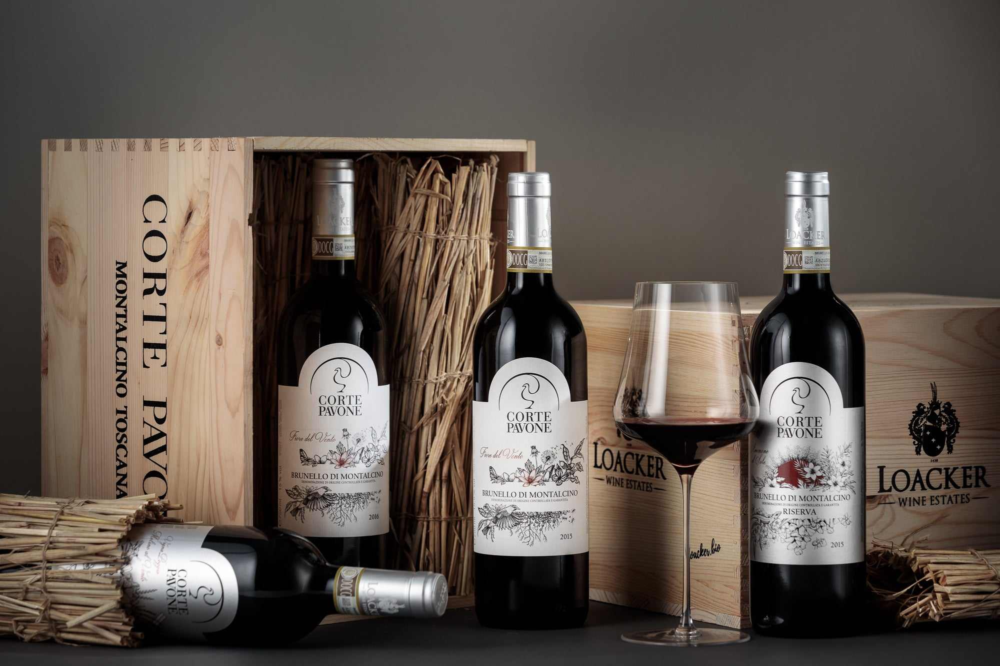 CORTE PAVO
MONTALCINO TOSCANA
LOACKER
WINE ESTATES
DOCG
CORTE
PAVONE
Fiore del Vento
BRUNELLO DI MONTALCINO
DENOMINAZIONE DI ORIGINE CONTROLLATA E GARANTITA
2016
DOCG
CORTE
PAVONE
Fiore del Vento
BRUNELLO DI MONTALCINO
DENOMINAZIONE DI ORIGINE CONTROLLATA E GARANTITA
2015
LOACKER
WINE ESTATES
DOCG
CORTE
PAVONE
Anemone
al Sole
BRUNELLO DI MONTALCINO
DENOMINAZIONE DI ORIGINE CONTROLLATA E GARANTITA
RISERVA
2015
LOACKER
WINE ESTATES
oacker.bio
1438
LOACKER
WINE ESTATES
CORTE
PAVONE
DOCG
LOACKER